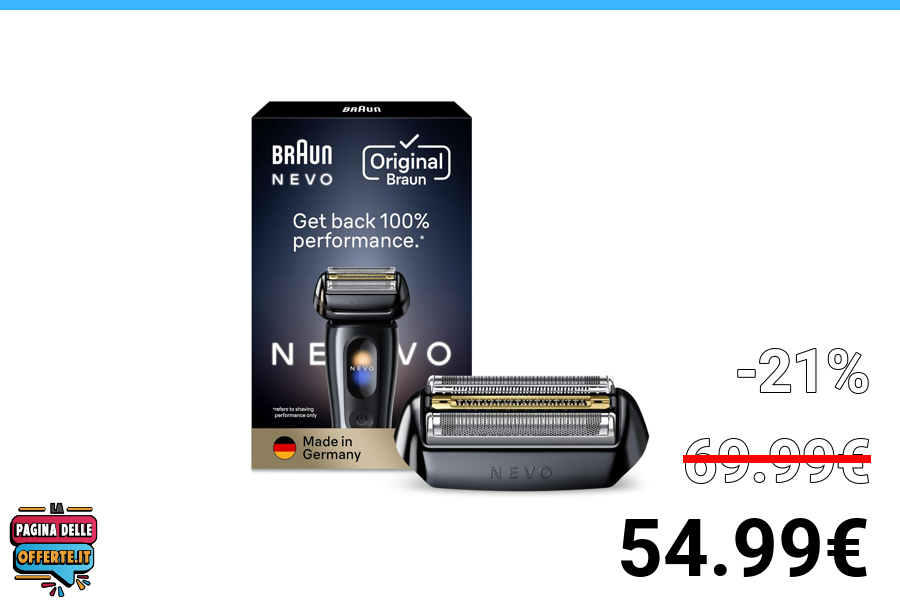 BRAUN
BRAUN
NEVO
Original
Braun
Get back 100%
performance.*
NEVO
NEVO
*refers to shaving
performance only
Made in
Germany
NEVO
-21%
69.99€
54.99€
LA
PAGINA DELLE
OFFERTE.IT